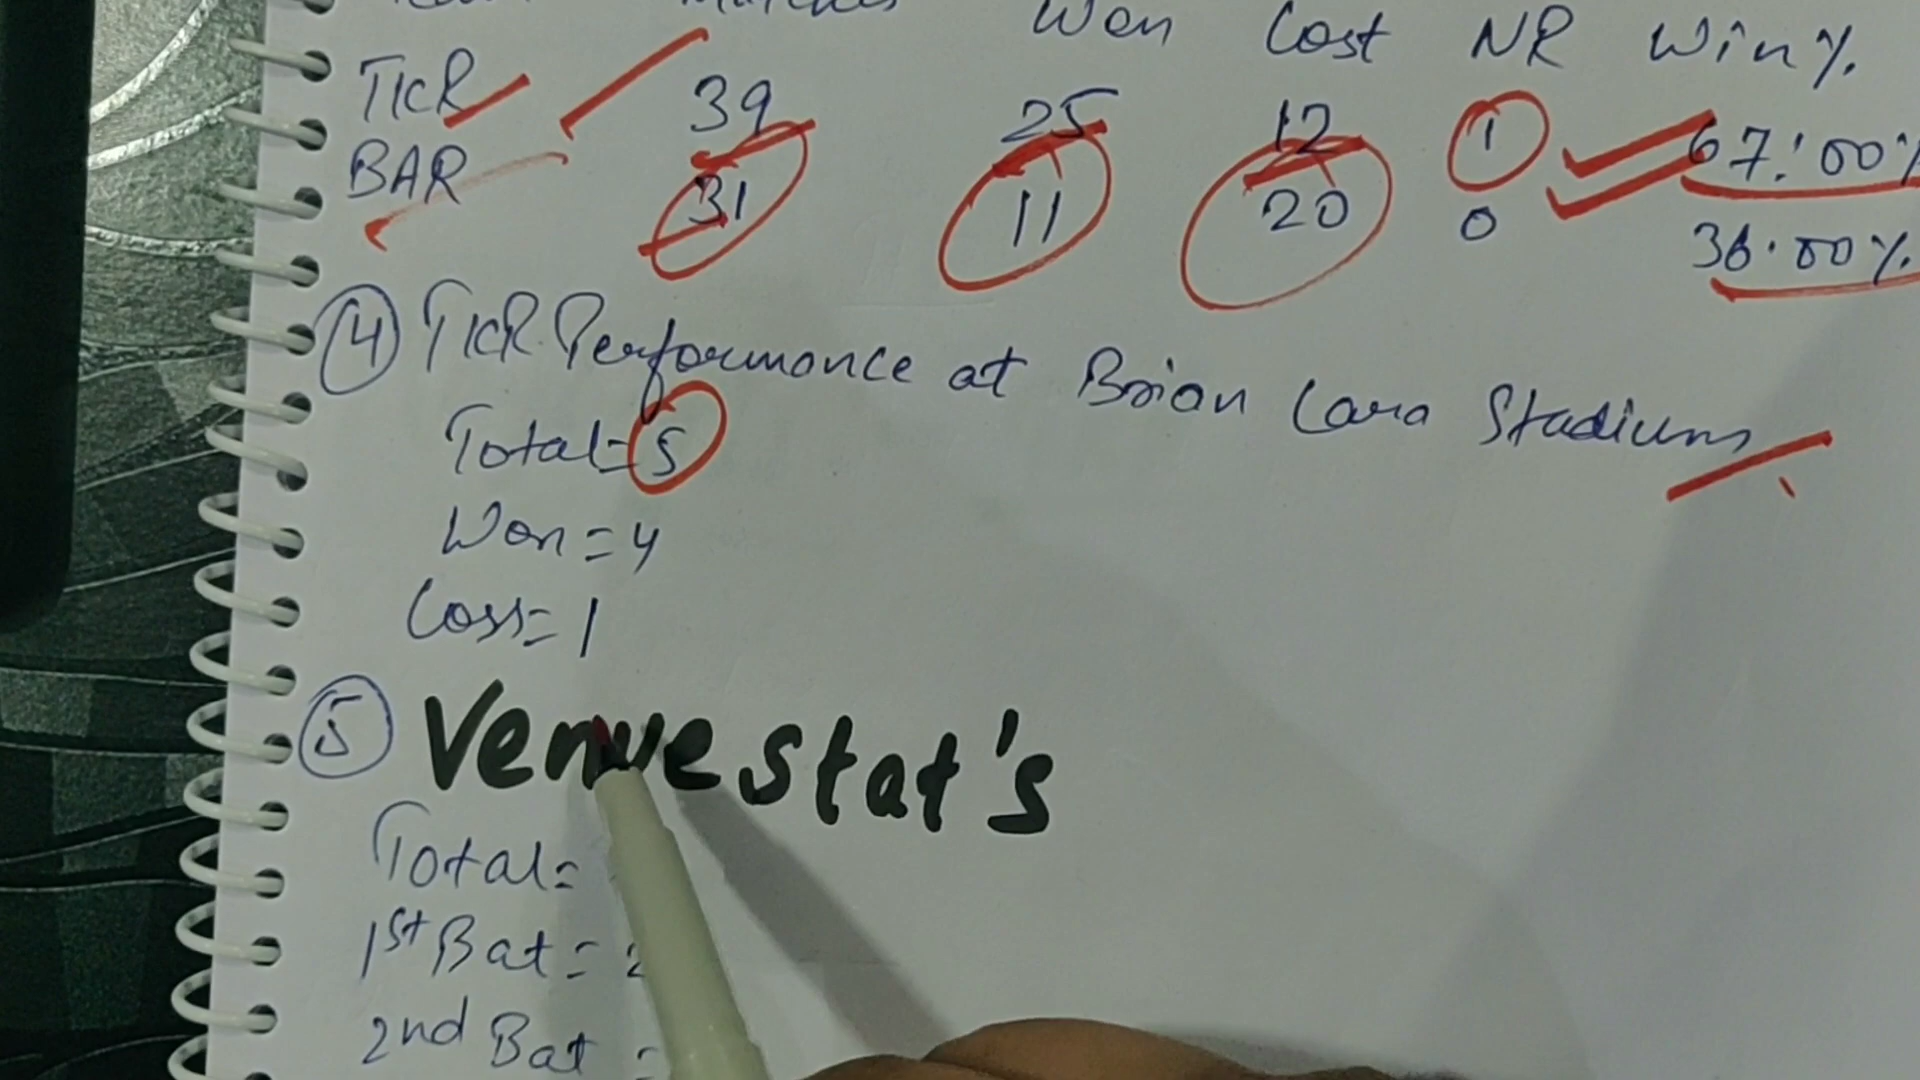 Won Lost NR Win%.
TKR 39 25 12 1 67.00%
BAR 31 11 20 0 36.00%.
4 TKR Performance at Brian Lara Stadium
Total=5
Won=4
Loss=1
5 Venue stat's
Total=
1st Bat=
2nd Bat=